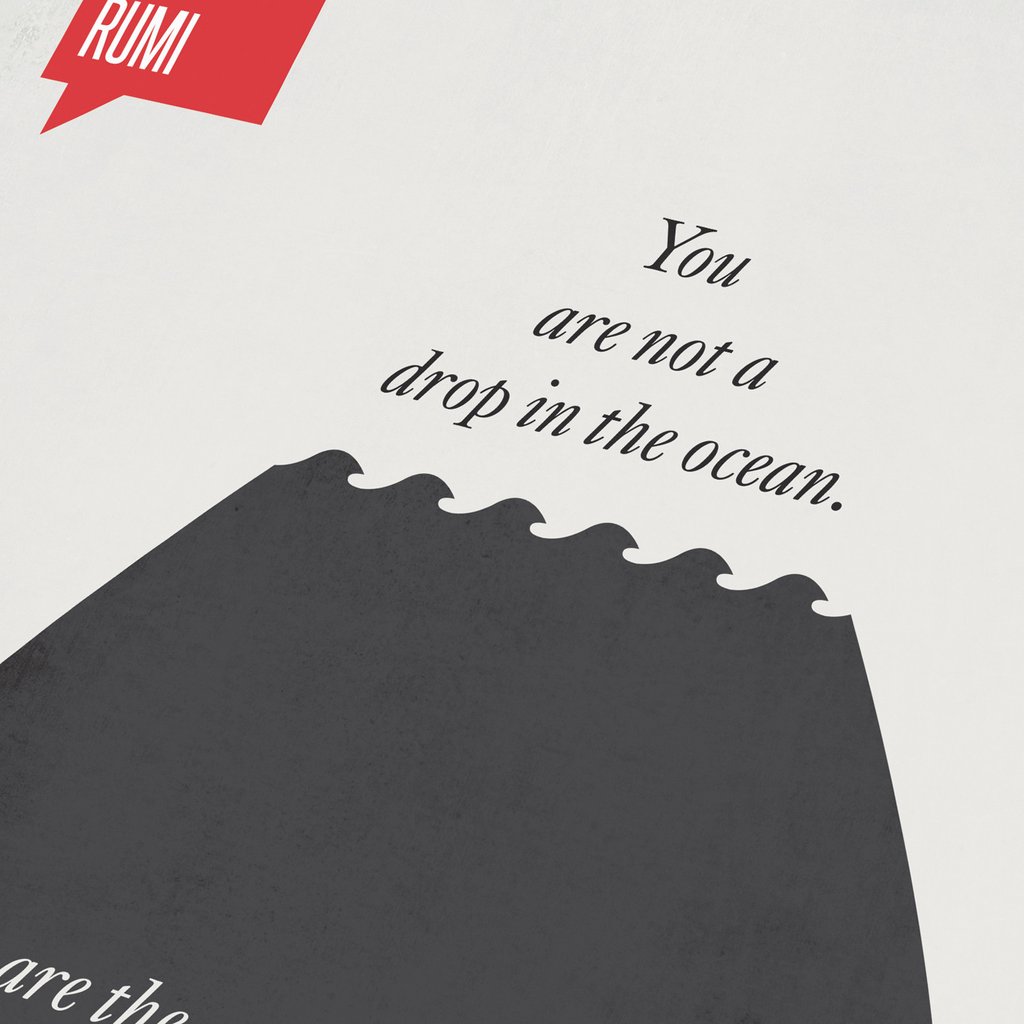 RUMI
You
are not a
drop in the ocean.
are the